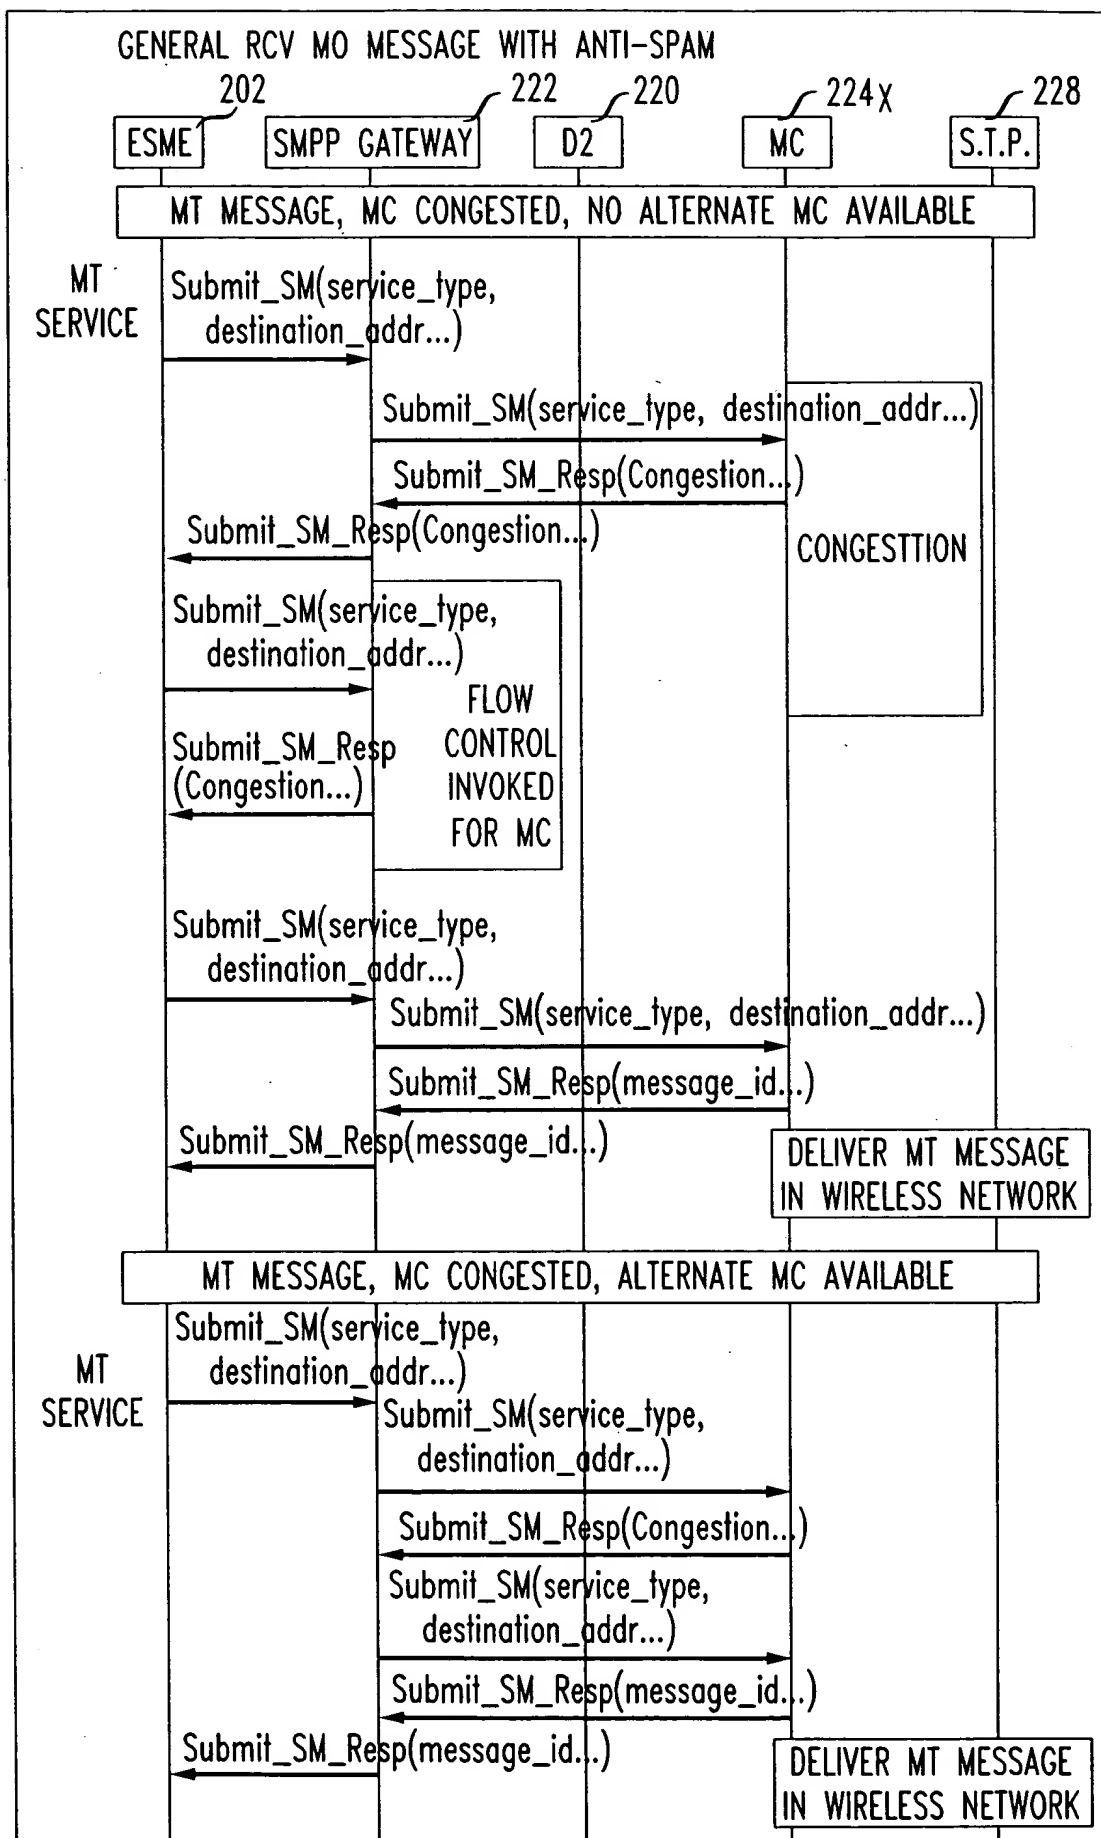 GENERAL RCV MO MESSAGE WITH ANTI-SPAM
202 222 220 224X 228
ESME SMPP GATEWAY D2 MC S.T.P.
MT MESSAGE, MC CONGESTED, NO ALTERNATE MC AVAILABLE
MT
SERVICE
Submit_SM(service_type,
destination_addr...)
Submit_SM(service_type, destination_addr...)
Submit_SM_Resp(Congestion...)
Submit_SM_Resp(Congestion...)
CONGESTTION
Submit_SM(service_type,
destination_addr...)
FLOW
CONTROL
INVOKED
FOR MC
Submit_SM_Resp
(Congestion...)
Submit_SM(service_type,
destination_addr...)
Submit_SM(service_type, destination_addr...)
Submit_SM_Resp(message_id...)
Submit_SM_Resp(message_id...)
DELIVER MT MESSAGE
IN WIRELESS NETWORK
MT MESSAGE, MC CONGESTED, ALTERNATE MC AVAILABLE
MT
SERVICE
Submit_SM(service_type,
destination_addr...)
Submit_SM(service_type,
destination_addr...)
Submit_SM_Resp(Congestion...)
Submit_SM(service_type,
destination_addr...)
Submit_SM_Resp(message_id...)
Submit_SM_Resp(message_id...)
DELIVER MT MESSAGE
IN WIRELESS NETWORK